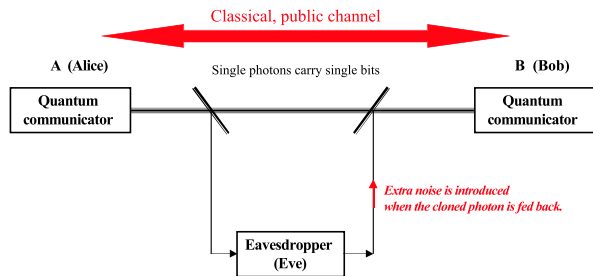 Classical, public channel
A (Alice)
B (Bob)
Single photons carry single bits
Quantum
communicator
Quantum
communicator
Extra noise is introduced
when the cloned photon is fed back.
Eavesdropper
(Eve)